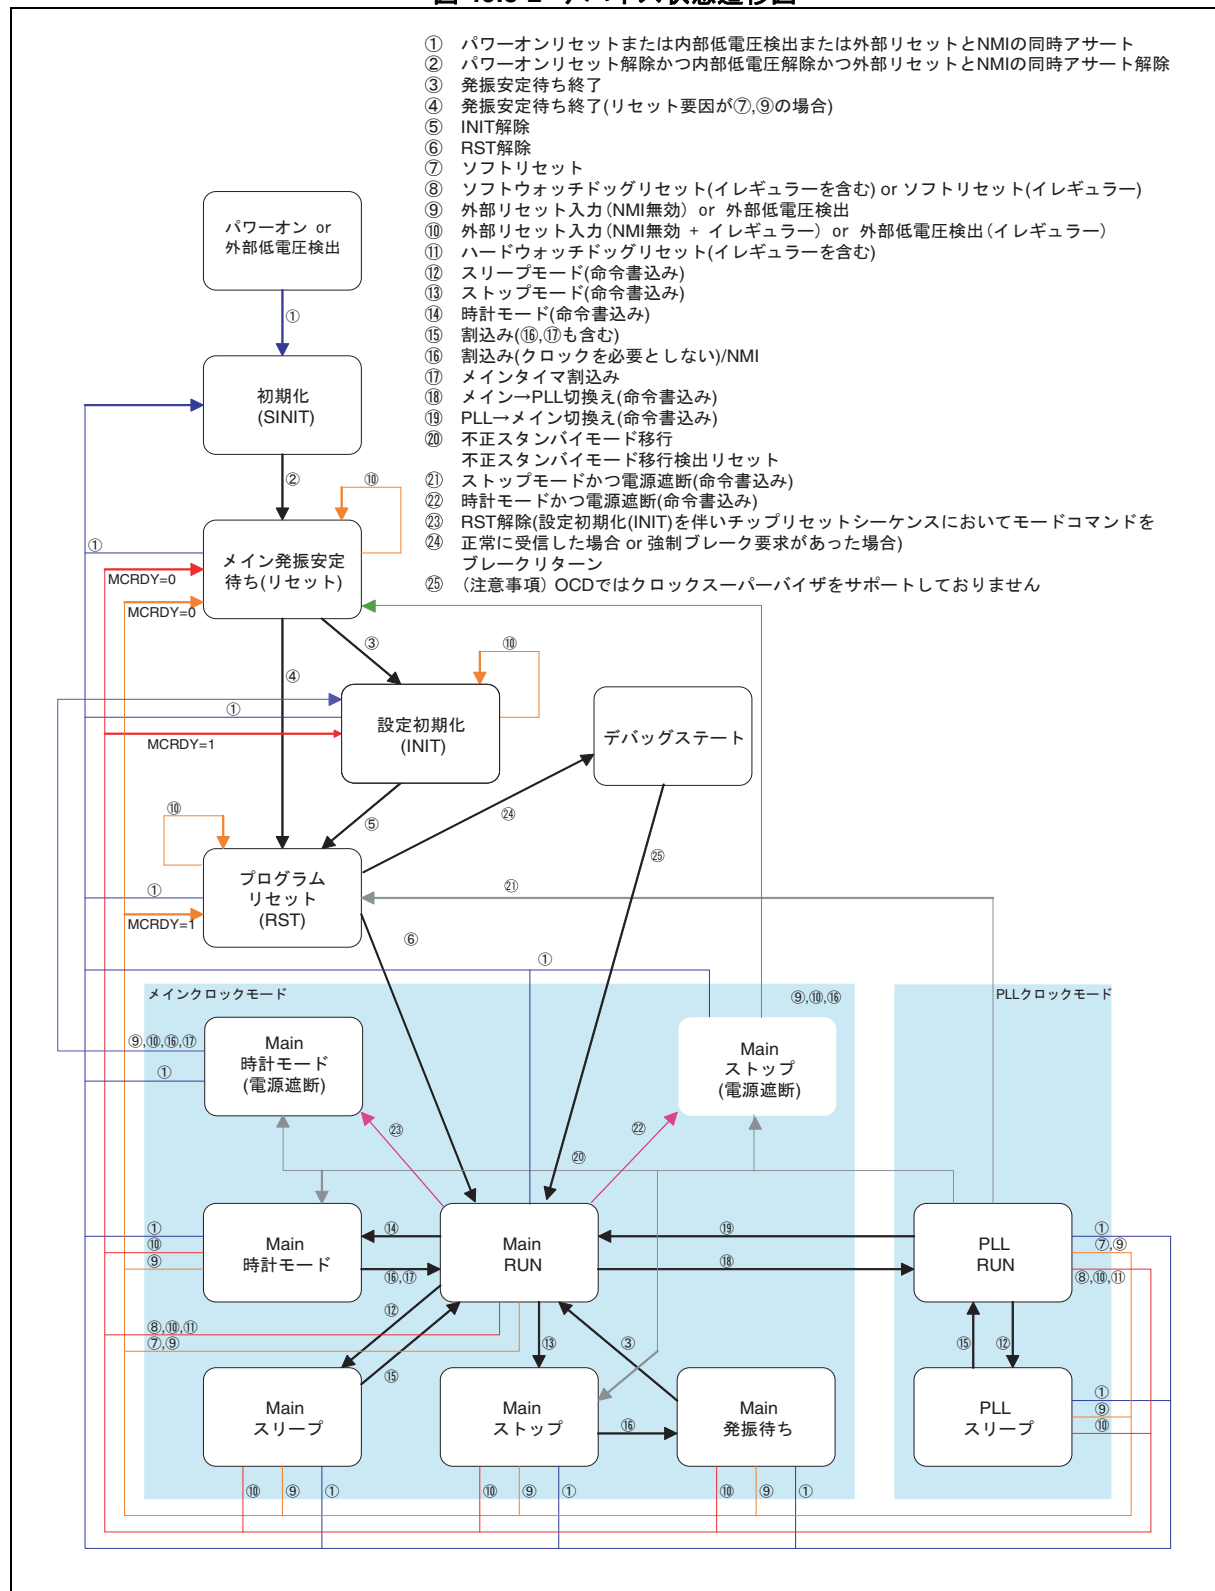 ① パワーオンリセットまたは内部低電圧検出または外部リセットとNMIの同時アサート
② パワーオンリセット解除かつ内部低電圧解除かつ外部リセットとNMIの同時アサート解除
③ 発振安定待ち終了
④ 発振安定待ち終了(リセット要因が⑦,⑨の場合)
⑤ INIT解除
⑥ RST解除
⑦ ソフトリセット
⑧ ソフトウォッチドッグリセット(イレギュラーを含む) or ソフトリセット(イレギュラー)
⑨ 外部リセット入力(NMI無効) or 外部低電圧検出
⑩ 外部リセット入力(NMI無効 + イレギュラー) or 外部低電圧検出(イレギュラー)
⑪ ハードウォッチドッグリセット(イレギュラーを含む)
⑫ スリープモード(命令書込み)
⑬ ストップモード(命令書込み)
⑭ 時計モード(命令書込み)
⑮ 割込み(⑯,⑰も含む)
⑯ 割込み(クロックを必要としない)/NMI
⑰ メインタイマ割込み
⑱ メイン→PLL切換え(命令書込み)
⑲ PLL→メイン切換え(命令書込み)
⑳ 不正スタンバイモード移行
不正スタンバイモード移行検出リセット
㉑ ストップモードかつ電源遮断(命令書込み)
㉒ 時計モードかつ電源遮断(命令書込み)
㉓ RST解除(設定初期化(INIT)を伴いチップリセットシーケンスにおいてモードコマンドを
㉔ 正常に受信した場合 or 強制ブレーク要求があった場合)
ブレークリターン
㉕ (注意事項) OCDではクロックスーパーバイザをサポートしておりません
パワーオン or
外部低電圧検出
①
初期化
(SINIT)
②
⑩
①
メイン発振安定
待ち(リセット)
MCRDY=0
MCRDY=0
③
④
⑩
①
設定初期化
(INIT)
MCRDY=1
デバッグステート
⑤
㉔
㉕
⑩
①
プログラム
リセット
(RST)
MCRDY=1
㉑
⑥
①
メインクロックモード
⑨,⑩,⑯
PLLクロックモード
⑨,⑩,⑯,⑰
①
Main
時計モード
(電源遮断)
Main
ストップ
(電源遮断)
㉓
㉒
⑳
①
⑩
⑨
Main
時計モード
⑭
⑯,⑰
Main
RUN
⑲
⑱
PLL
RUN
①
⑦,⑨
⑧,⑩,⑪
⑫
⑧,⑩,⑪
⑦,⑨
⑬
③
⑮
⑮
⑫
Main
スリープ
Main
ストップ
⑯
Main
発振待ち
PLL
スリープ
①
⑨
⑩
⑩ ⑨ ①
⑩ ⑨ ①
⑩ ⑨ ①